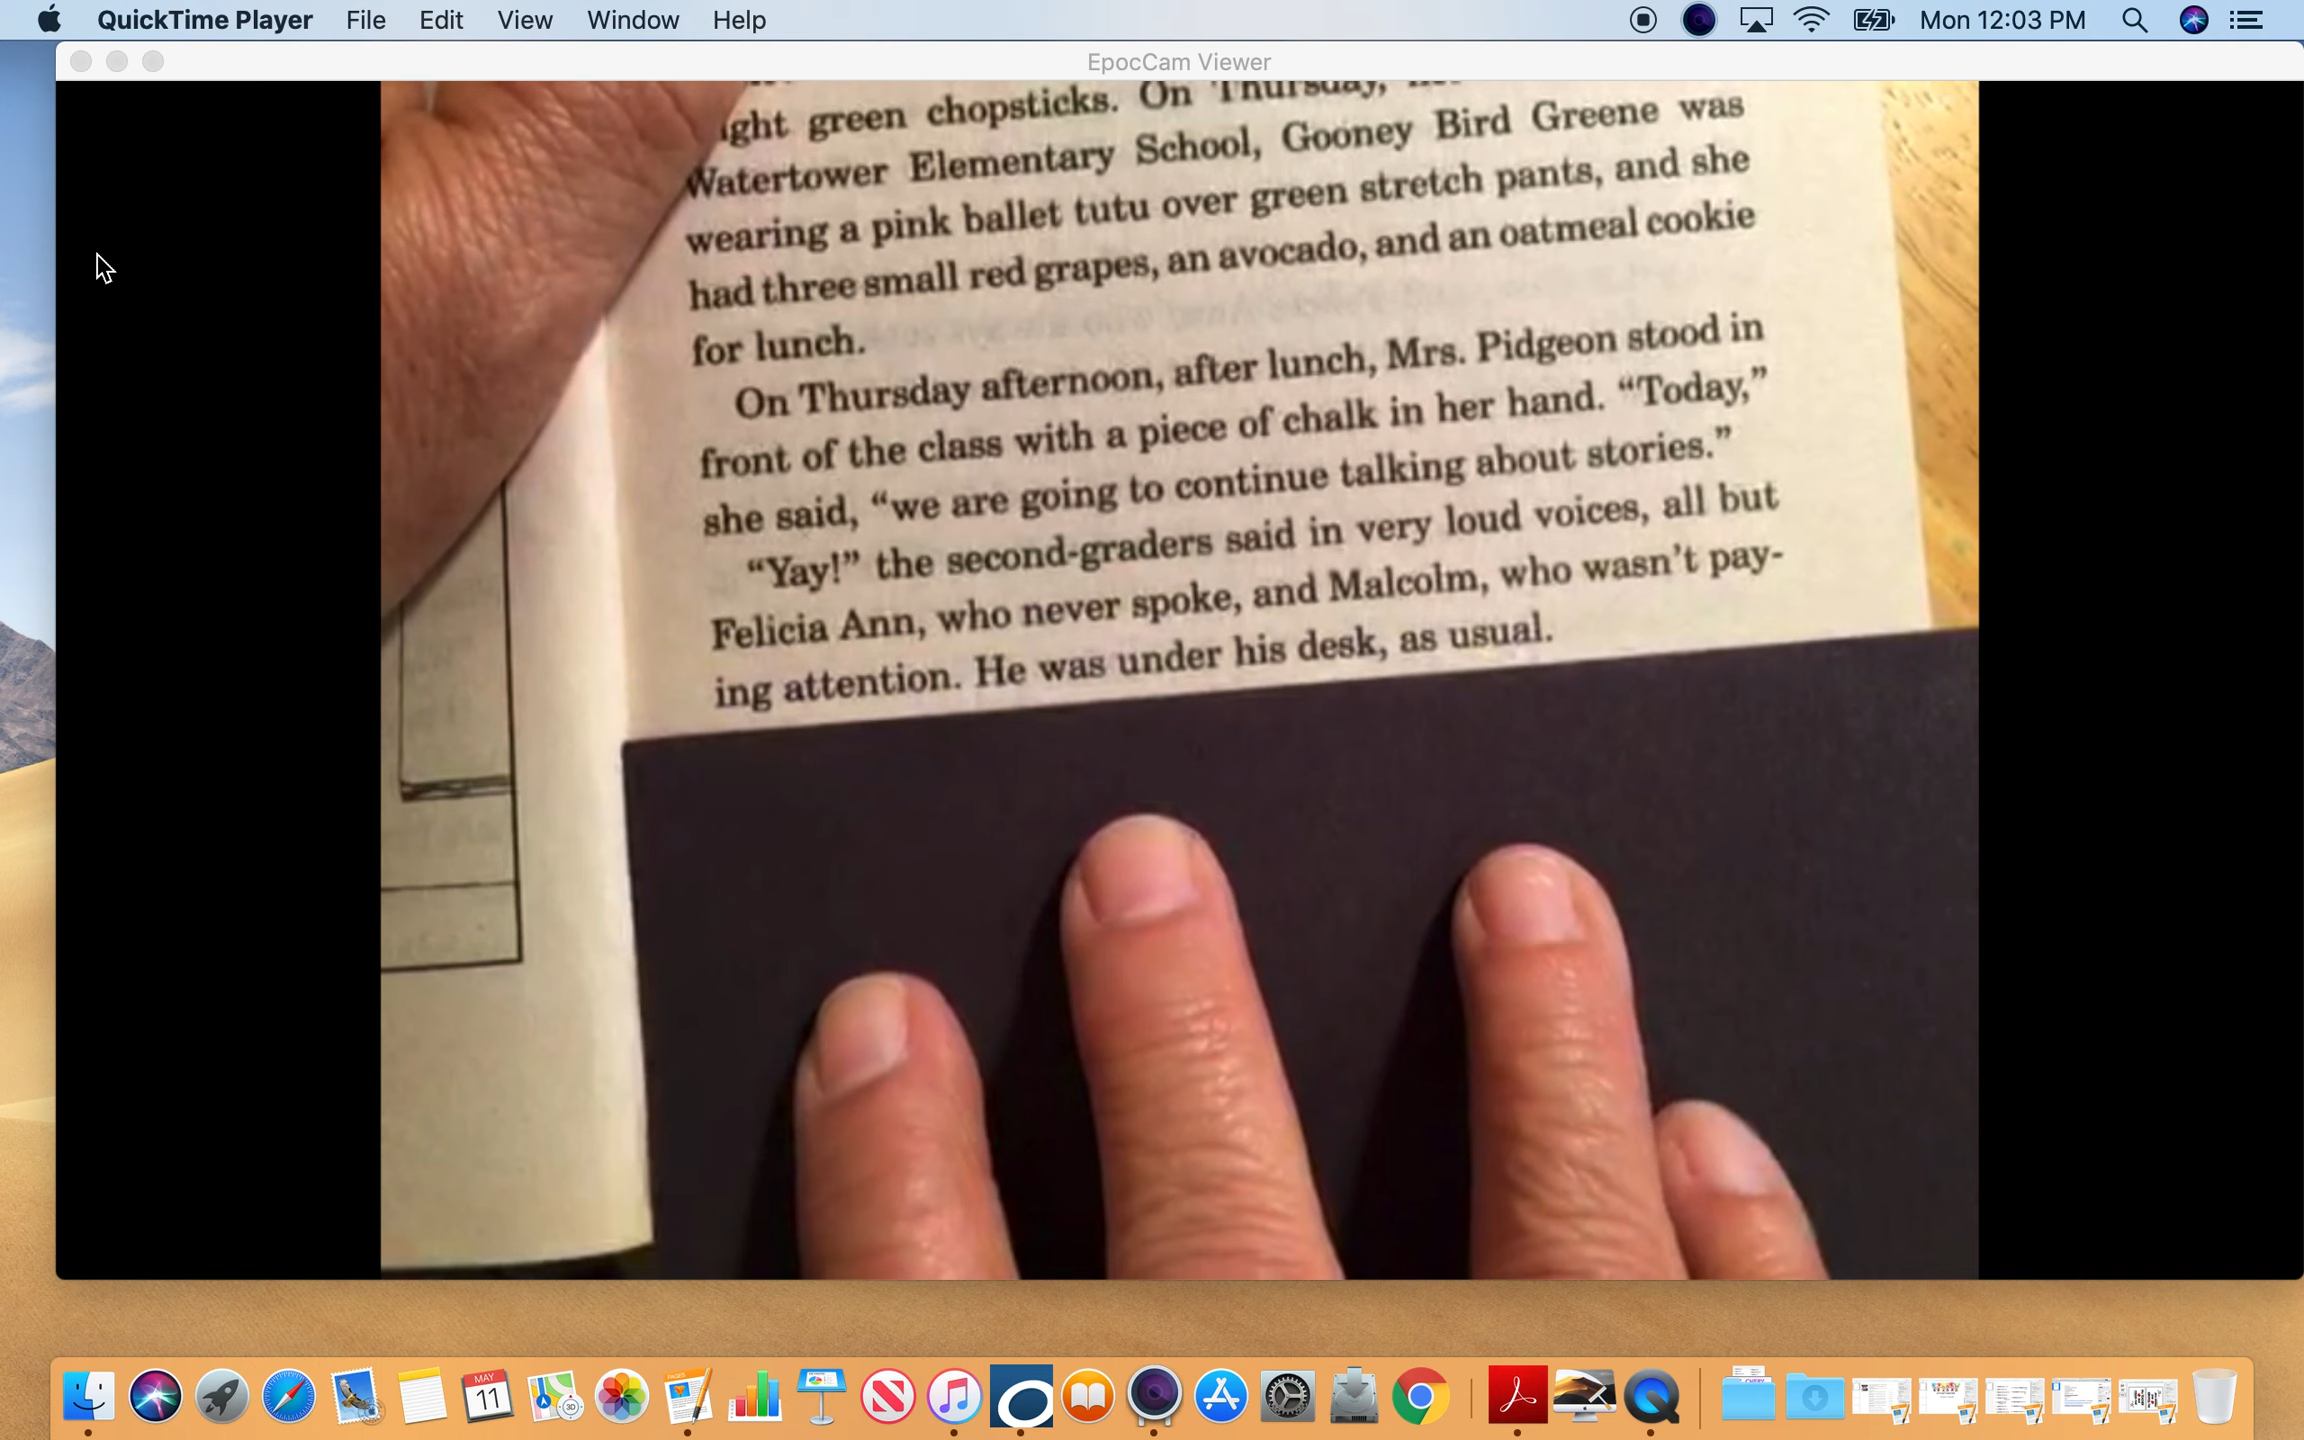 QuickTime Player File Edit View Window Help Mon 12:03 PM
EpocCam Viewer
green chopsticks. On Thursday,
Watertower Elementary School, Gooney Bird Greene was
wearing a pink ballet tutu over green stretch pants, and she
had three small red grapes, an avocado, and an oatmeal cookie
for lunch.
On Thursday afternoon, after lunch, Mrs. Pidgeon stood in
front of the class with a piece of chalk in her hand. “Today,”
she said, “we are going to continue talking about stories.”
“Yay!” the second-graders said in very loud voices, all but
Felicia Ann, who never spoke, and Malcolm, who wasn’t pay-
ing attention. He was under his desk, as usual.
MAY
11
PAGES
3D